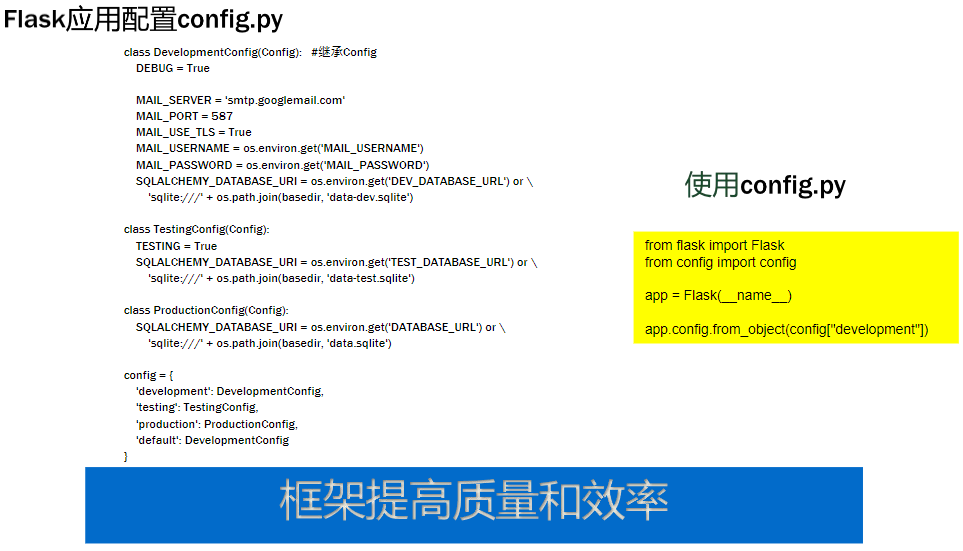 Flask应用配置config.py
class DevelopmentConfig(Config):   #继承Config
DEBUG = True
MAIL_SERVER = 'smtp.googlemail.com'
MAIL_PORT = 587
MAIL_USE_TLS = True
MAIL_USERNAME = os.environ.get('MAIL_USERNAME')
MAIL_PASSWORD = os.environ.get('MAIL_PASSWORD')
SQLALCHEMY_DATABASE_URI = os.environ.get('DEV_DATABASE_URL') or \
'sqlite:///' + os.path.join(basedir, 'data-dev.sqlite')
class TestingConfig(Config):
TESTING = True
SQLALCHEMY_DATABASE_URI = os.environ.get('TEST_DATABASE_URL') or \
'sqlite:///' + os.path.join(basedir, 'data-test.sqlite')
class ProductionConfig(Config):
SQLALCHEMY_DATABASE_URI = os.environ.get('DATABASE_URL') or \
'sqlite:///' + os.path.join(basedir, 'data.sqlite')
config = {
'development': DevelopmentConfig,
'testing': TestingConfig,
'production': ProductionConfig,
'default': DevelopmentConfig
}
使用config.py
from flask import Flask
from config import config
app = Flask(__name__)
app.config.from_object(config["development"])
框架提高质量和效率